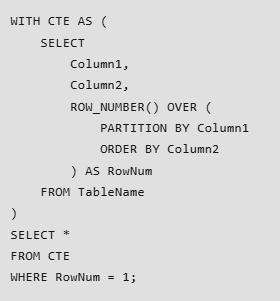 WITH CTE AS (
    SELECT
        Column1,
        Column2,
        ROW_NUMBER() OVER (
            PARTITION BY Column1
            ORDER BY Column2
        ) AS RowNum
    FROM TableName
)
SELECT *
FROM CTE
WHERE RowNum = 1;